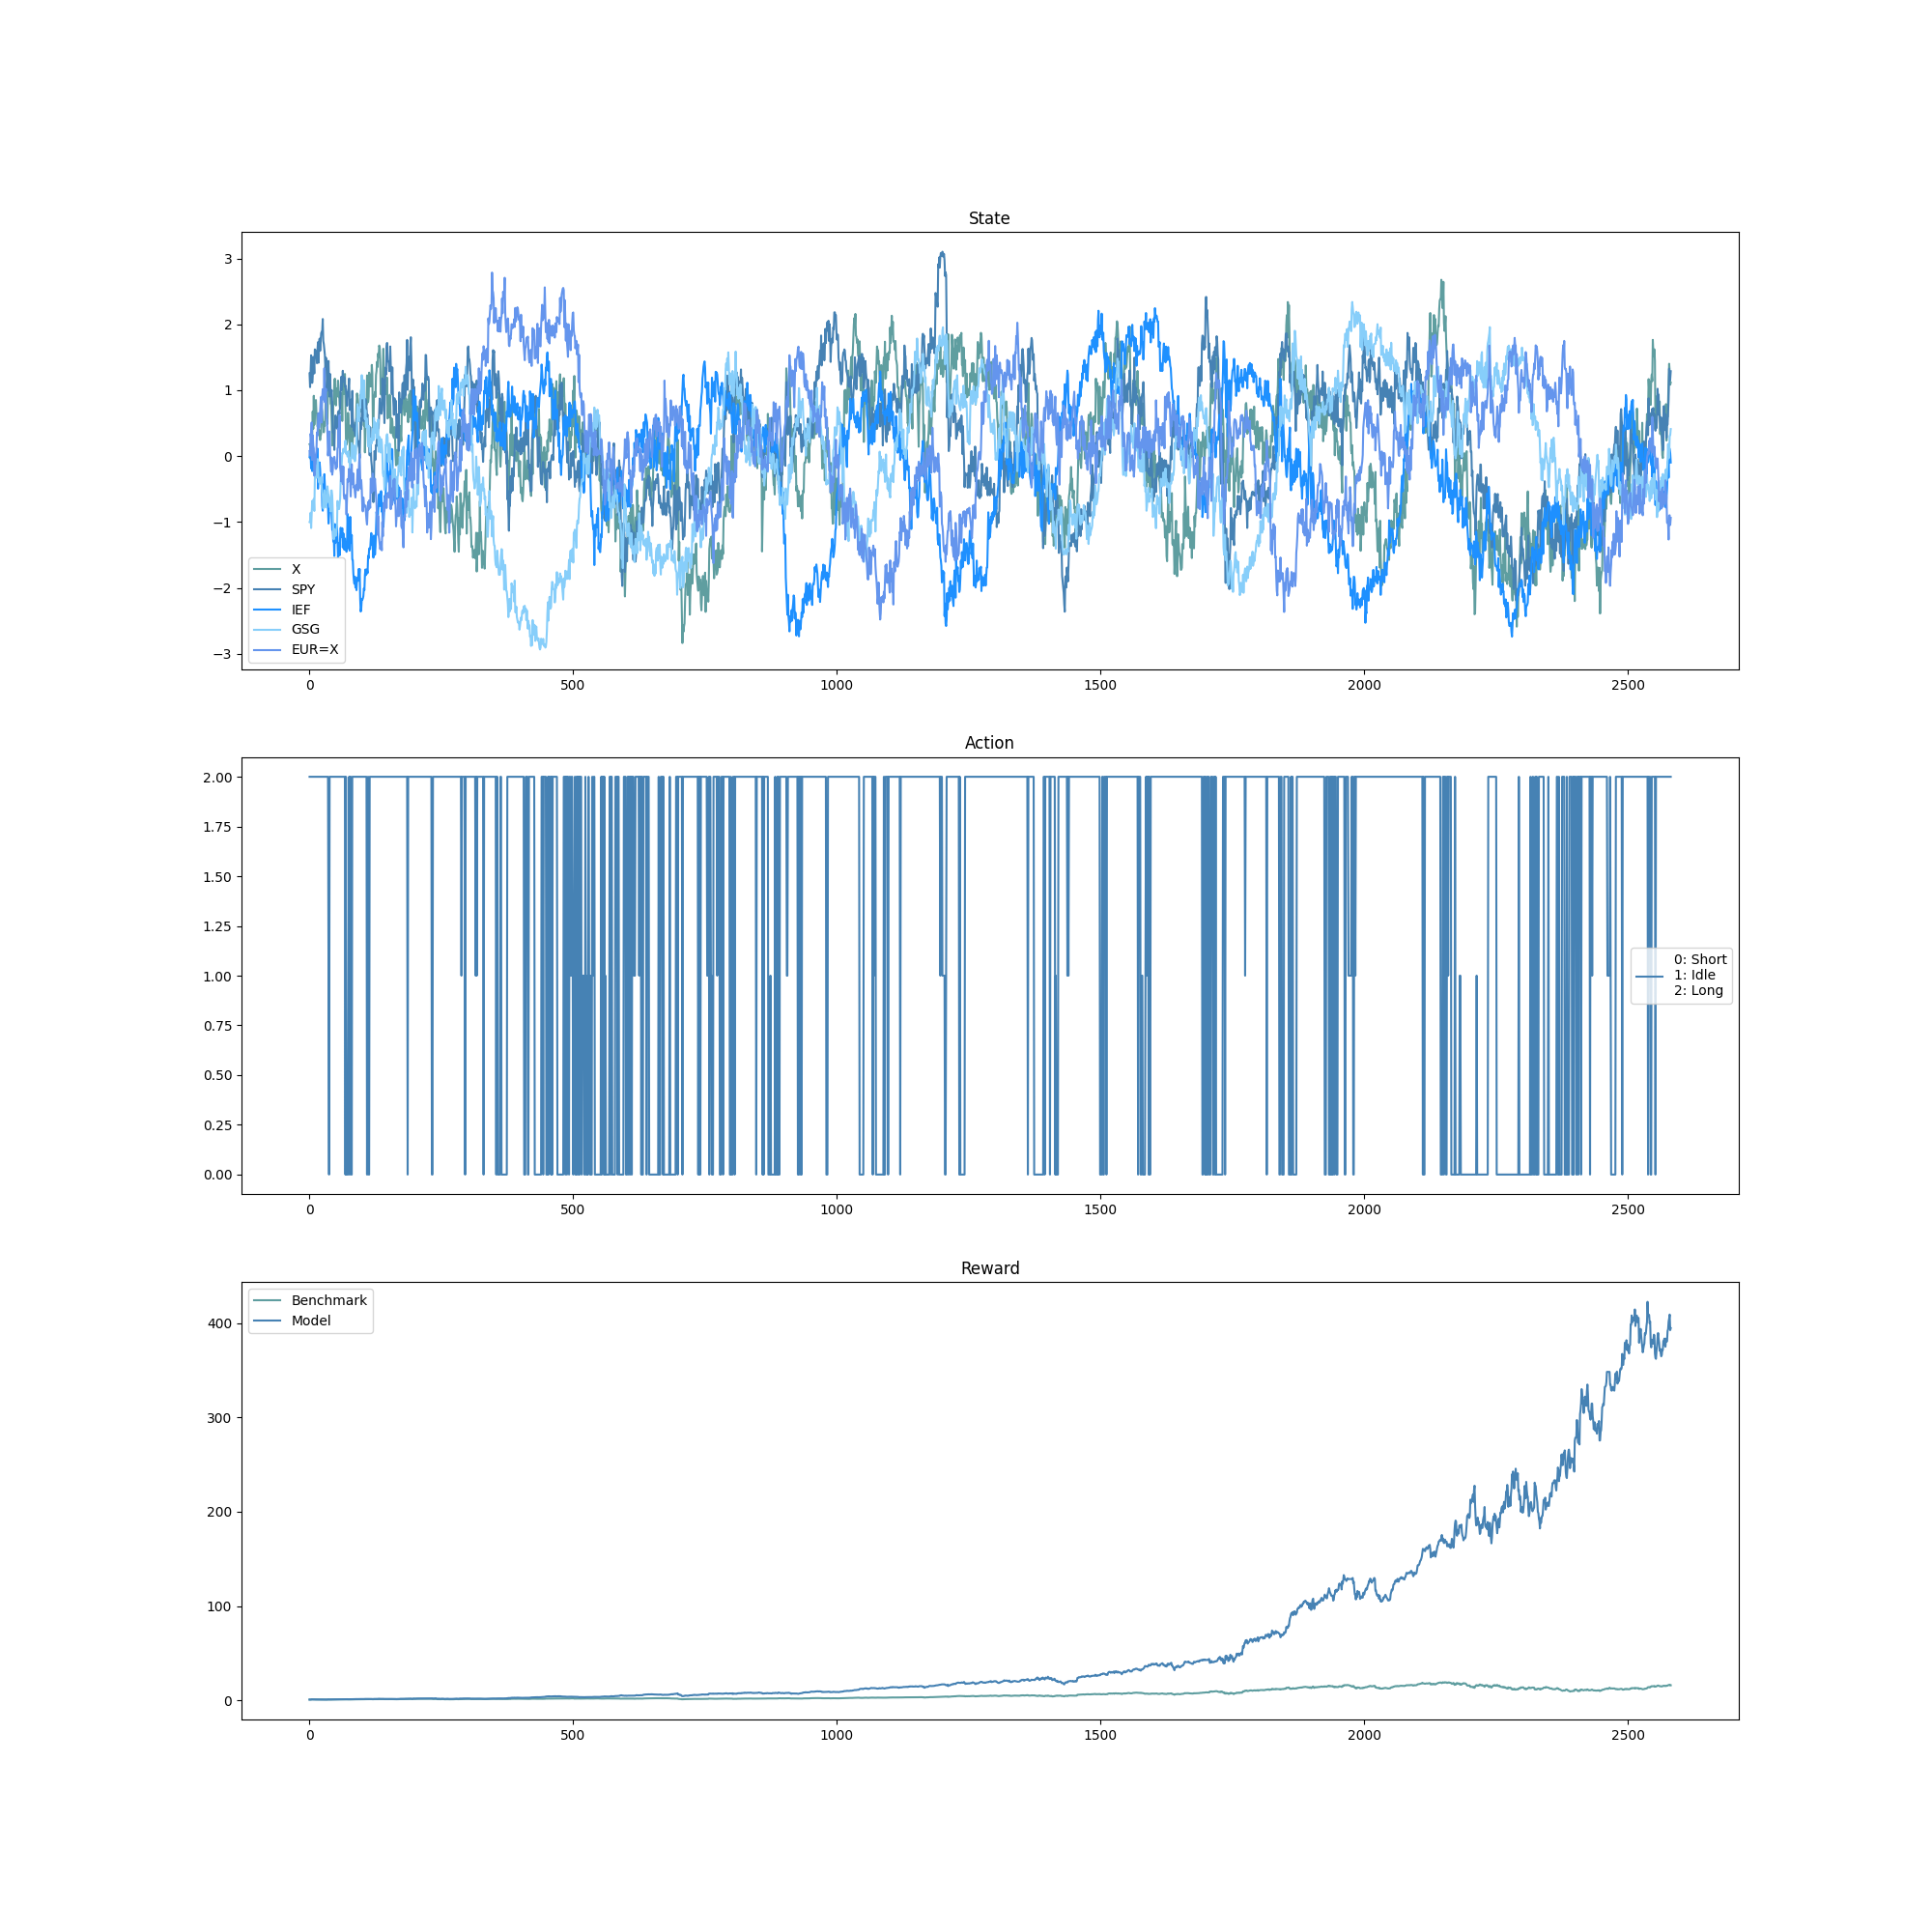 State
3
2
1
0
−1
−2
−3
X
SPY
IEF
GSG
EUR=X
0 500 1000 1500 2000 2500
Action
2.00
1.75
1.50
1.25
1.00
0.75
0.50
0.25
0.00
0: Short
1: Idle
2: Long
0 500 1000 1500 2000 2500
Reward
Benchmark
Model
400
300
200
100
0
0 500 1000 1500 2000 2500